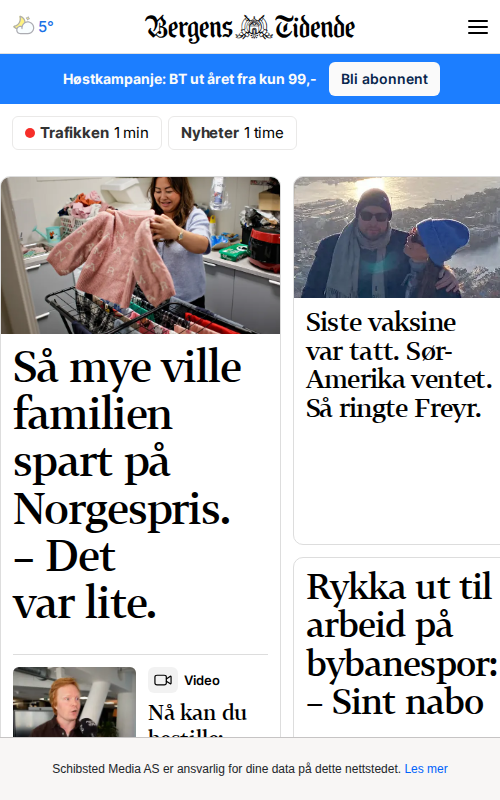 5°
Bergens Tidende
Høstkampanje: BT ut året fra kun 99,-
Bli abonnent
Trafikken 1 min
Nyheter 1 time
Så mye ville
familien
spart på
Norgespris.
– Det
var lite.
Video
Nå kan du
bestille:
Siste vaksine
var tatt. Sør-
Amerika ventet.
Så ringte Freyr.
Rykka ut til
arbeid på
bybanespor:
– Sint nabo
Schibsted Media AS er ansvarlig for dine data på dette nettstedet. Les mer